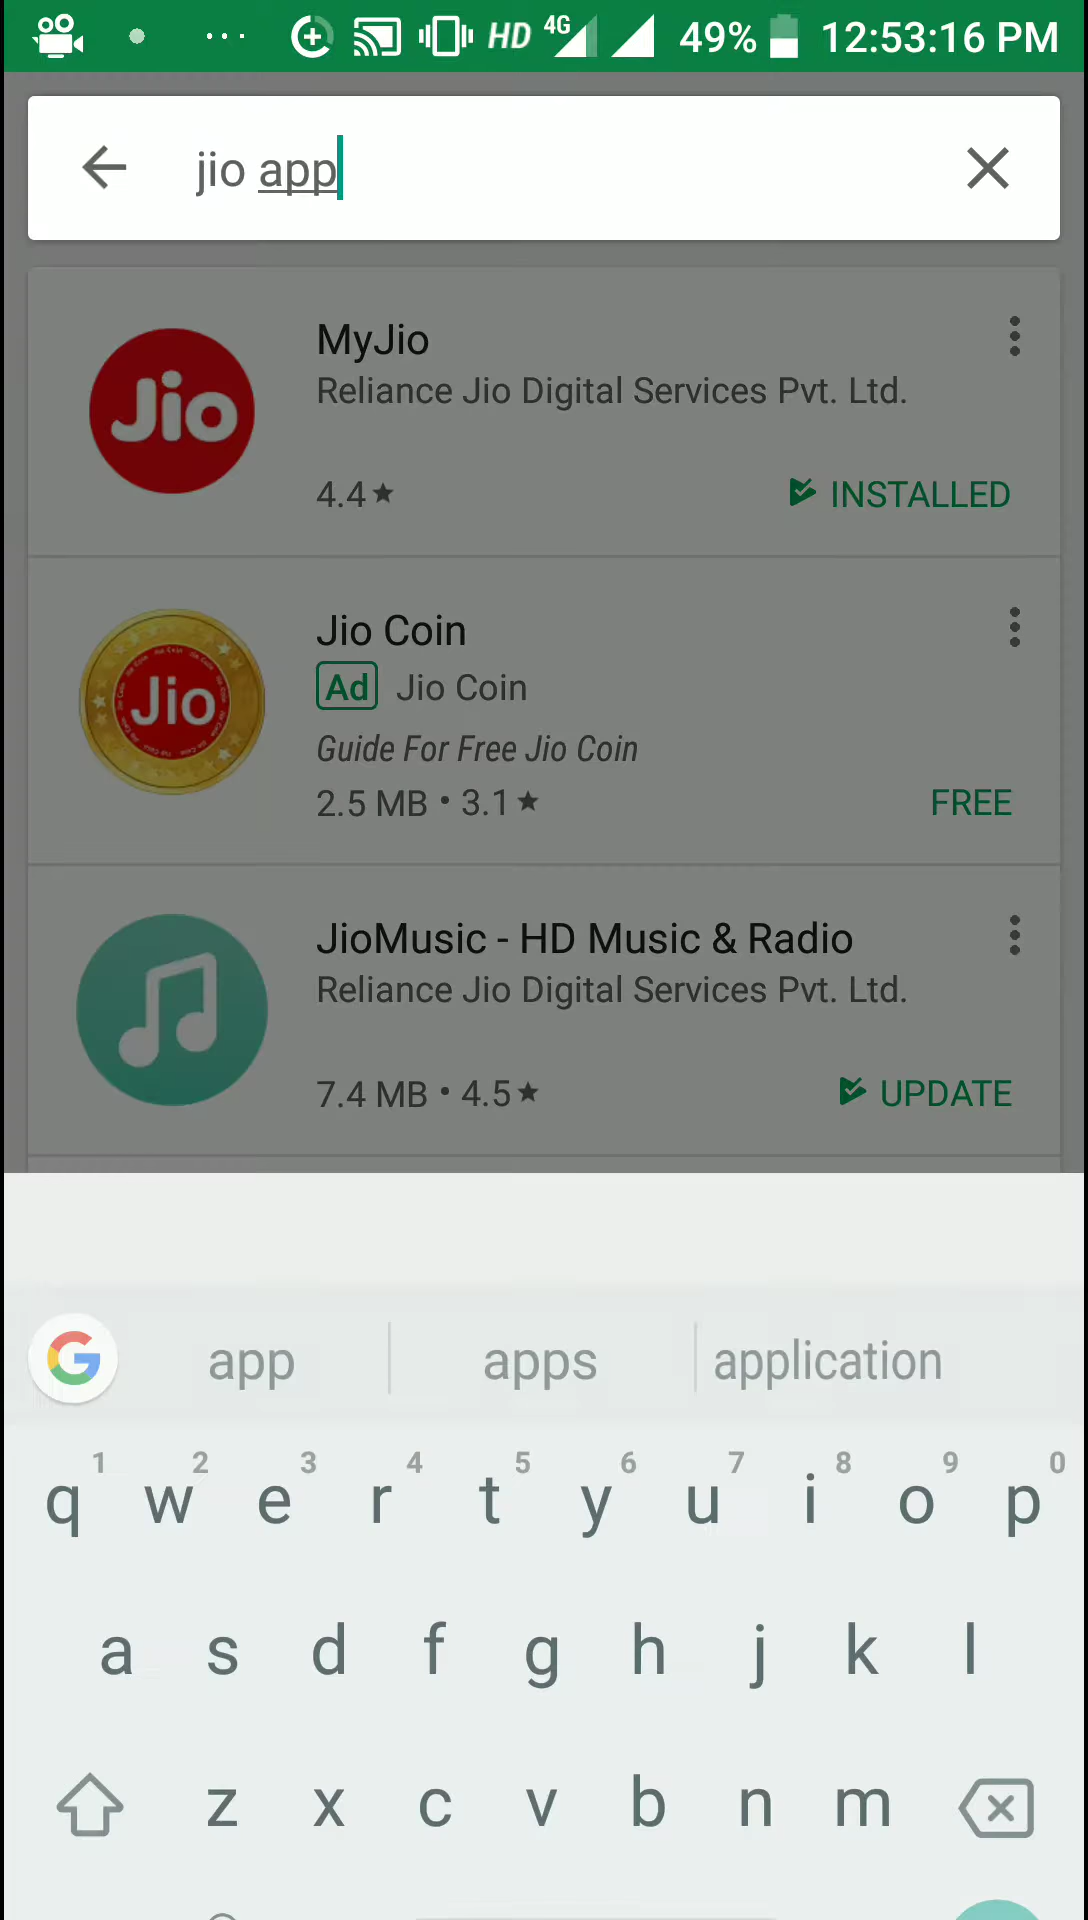 HD 4G 49% 12:53:16 PM
jio app
Jio
MyJio
Reliance Jio Digital Services Pvt. Ltd.
4.4★
INSTALLED
Jio
Jio Coin
Ad Jio Coin
Guide For Free Jio Coin
2.5 MB • 3.1★
FREE
JioMusic - HD Music & Radio
Reliance Jio Digital Services Pvt. Ltd.
7.4 MB • 4.5★
UPDATE
G app apps application
1 2 3 4 5 6 7 8 9 0
q w e r t y u i o p
a s d f g h j k l
z x c v b n m